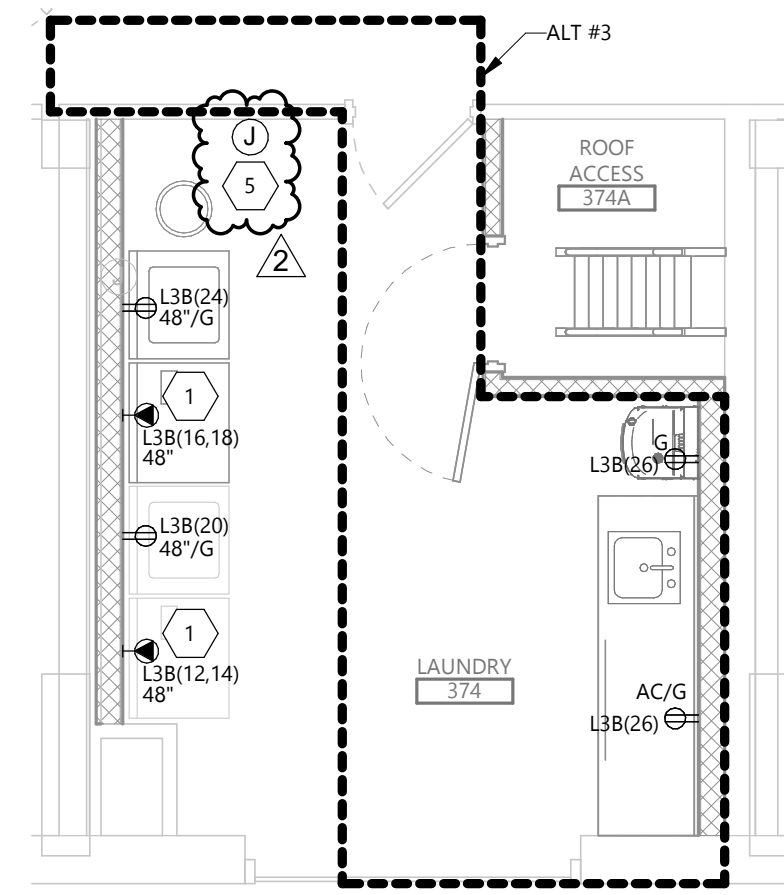 ALT #3
J
5
2
ROOF
ACCESS
374A
L3B(24)
48"/G
1
L3B(16,18)
48"
L3B(20)
48"/G
1
L3B(12,14)
48"
G
L3B(26)
LAUNDRY
374
AC/G
L3B(26)